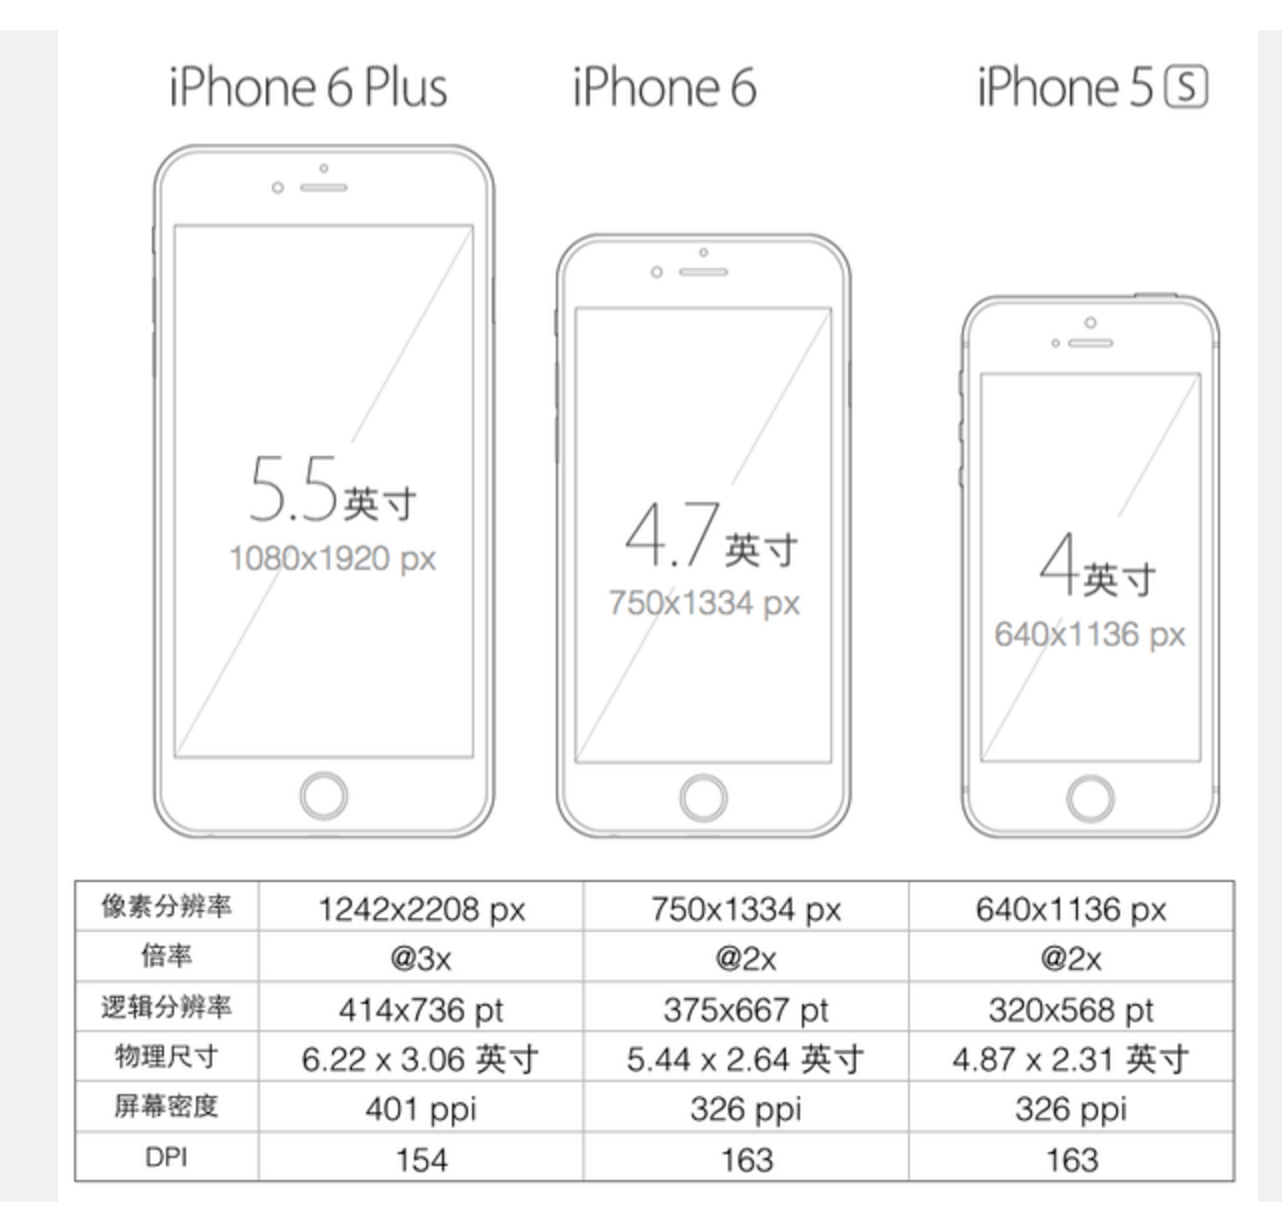 iPhone 6 Plus
iPhone 6
iPhone 5 S
5.5英寸
1080x1920 px
4.7英寸
750x1334 px
4英寸
640x1136 px
像素分辨率 1242x2208 px 750x1334 px 640x1136 px
倍率 @3x @2x @2x
逻辑分辨率 414x736 pt 375x667 pt 320x568 pt
物理尺寸 6.22 x 3.06 英寸 5.44 x 2.64 英寸 4.87 x 2.31 英寸
屏幕密度 401 ppi 326 ppi 326 ppi
DPI 154 163 163